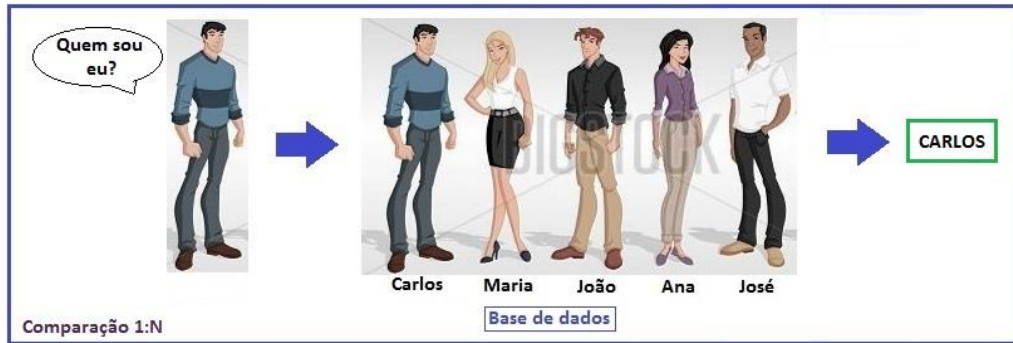 Quem sou
eu?
CARLOS
Carlos Maria João Ana José
Base de dados
Comparação 1:N